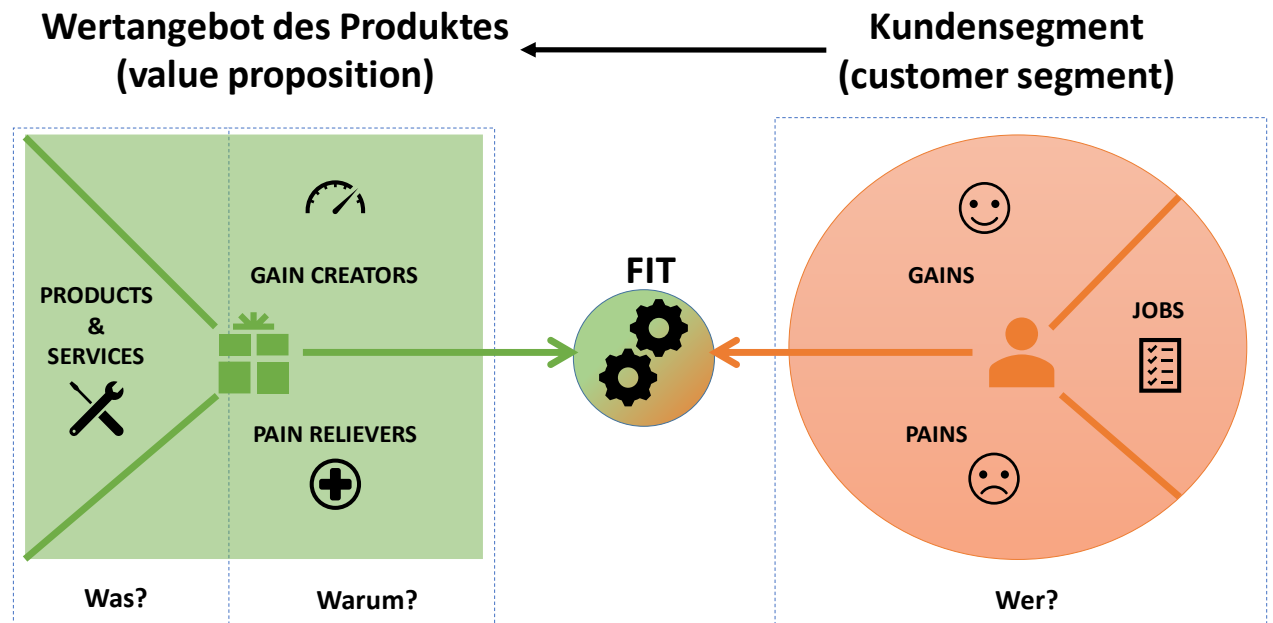 Wertangebot des Produktes
(value proposition)
Kundensegment
(customer segment)
PRODUCTS
&
SERVICES
GAIN CREATORS
PAIN RELIEVERS
FIT
GAINS
JOBS
PAINS
Was?
Warum?
Wer?